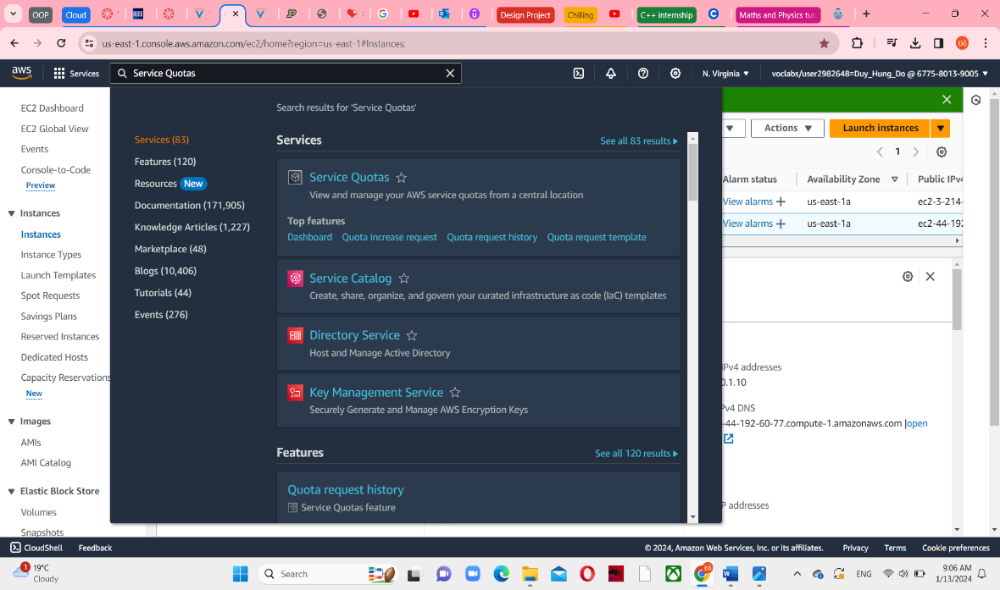 OOP
Cloud
IEEE
Design Project
Chilling
C++ internship
Maths and Physics tut
us-east-1.console.aws.amazon.com/ec2/home?region=us-east-1#Instances:
Đỗ
aws
Services
Service Quotas
N. Virginia
voclabs/user2982648=Duy_Hung_Do @ 6775-8013-9005
EC2 Dashboard
EC2 Global View
Events
Console-to-Code
Preview
Instances
Instances
Instance Types
Launch Templates
Spot Requests
Savings Plans
Reserved Instances
Dedicated Hosts
Capacity Reservations
New
Images
AMIs
AMI Catalog
Elastic Block Store
Volumes
Snapshots
Search results for 'Service Quotas'
Services (83)
Features (120)
Resources New
Documentation (171,905)
Knowledge Articles (1,227)
Marketplace (48)
Blogs (10,406)
Tutorials (44)
Events (276)
Services
See all 83 results
Service Quotas
View and manage your AWS service quotas from a central location
Top features
Dashboard Quota increase request Quota request history Quota request template
Service Catalog
Create, share, organize, and govern your curated infrastructure as code (IaC) templates
Directory Service
Host and Manage Active Directory
Key Management Service
Securely Generate and Manage AWS Encryption Keys
Features
See all 120 results
Quota request history
Service Quotas feature
Actions
Launch instances
1
Alarm status Availability Zone Public IPv4
View alarms + us-east-1a ec2-3-214-
View alarms + us-east-1a ec2-44-192
IPv4 addresses
0.1.10
Pv4 DNS
-44-192-60-77.compute-1.amazonaws.com |open
P addresses
CloudShell
Feedback
© 2024, Amazon Web Services, Inc. or its affiliates.
Privacy
Terms
Cookie preferences
1
19°C
Cloudy
Search
Đỗ
ENG
9:06 AM
1/13/2024